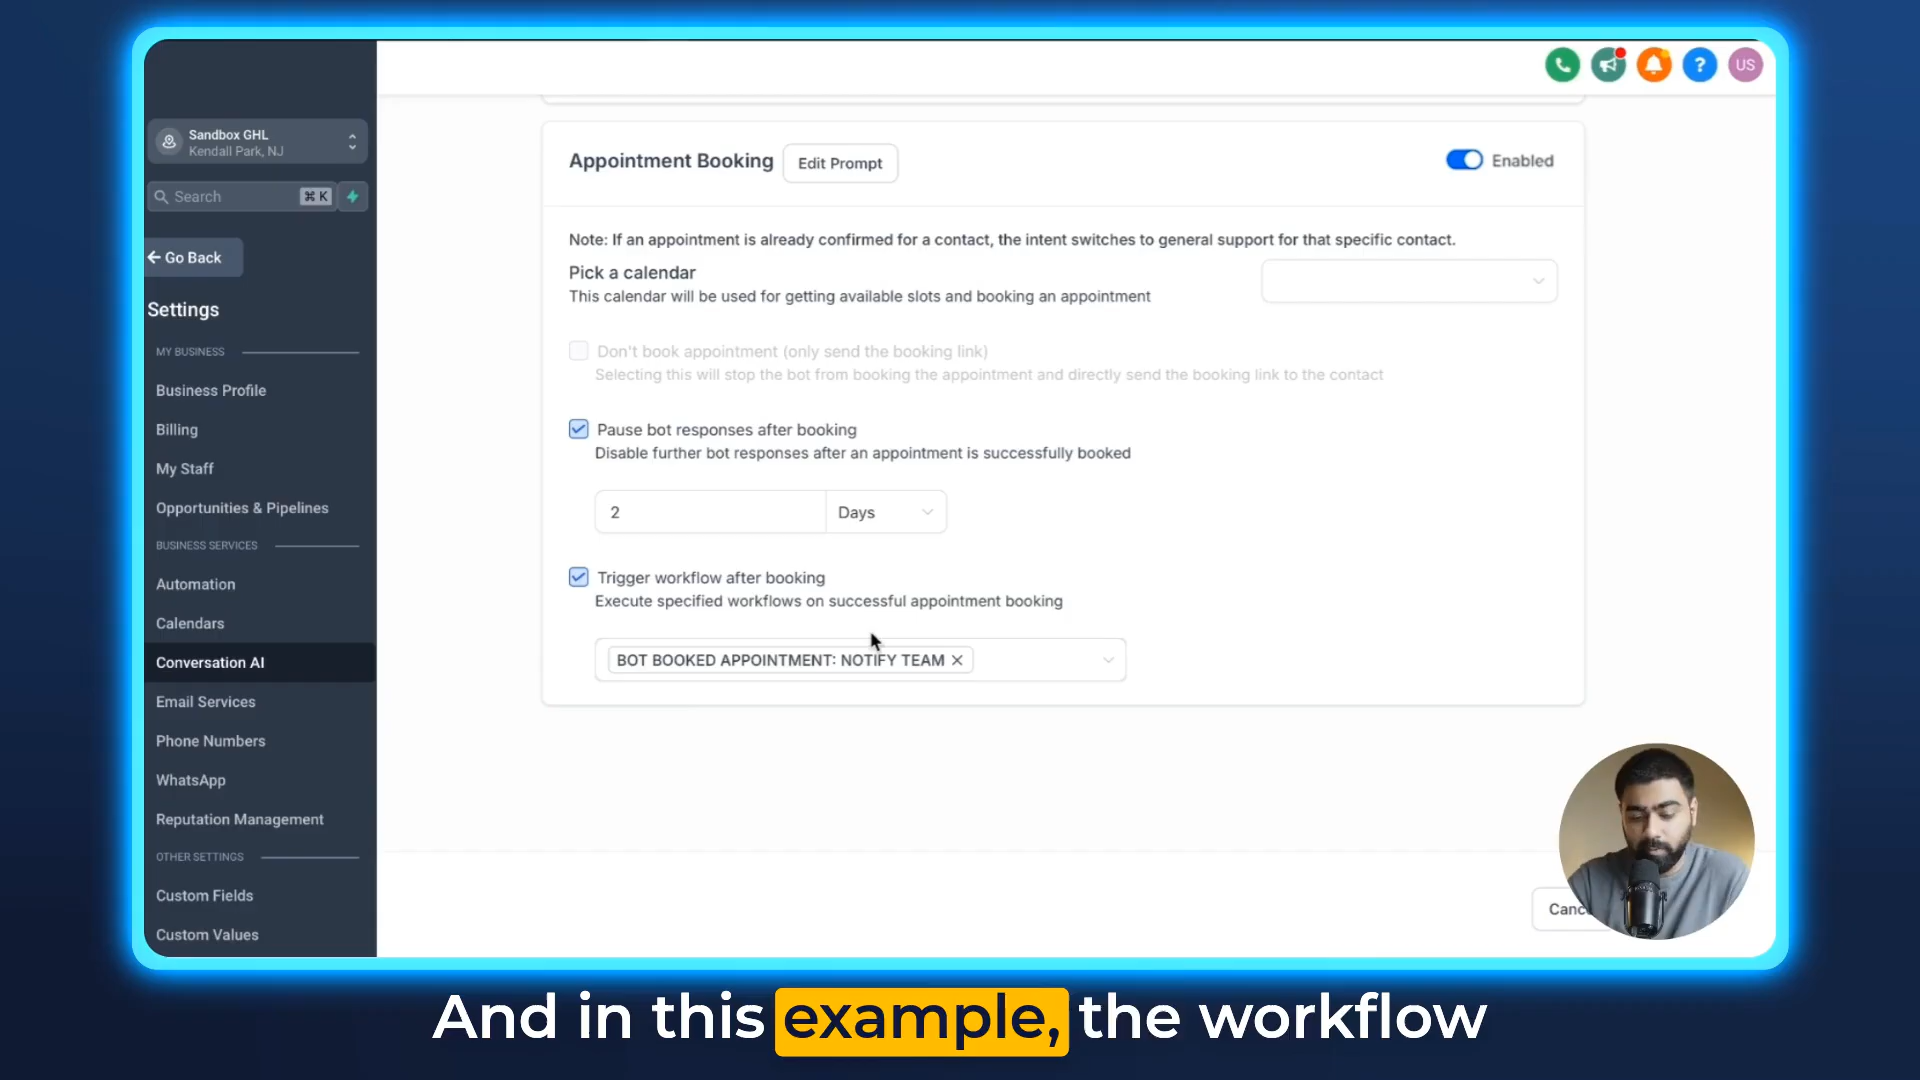 US
Sandbox GHL
Kendall Park, NJ
Search ⌘ K
← Go Back
Settings
MY BUSINESS
Business Profile
Billing
My Staff
Opportunities & Pipelines
BUSINESS SERVICES
Automation
Calendars
Conversation AI
Email Services
Phone Numbers
WhatsApp
Reputation Management
OTHER SETTINGS
Custom Fields
Custom Values
Appointment Booking
Edit Prompt
Enabled
Note: If an appointment is already confirmed for a contact, the intent switches to general support for that specific contact.
Pick a calendar
This calendar will be used for getting available slots and booking an appointment
Don't book appointment (only send the booking link)
Selecting this will stop the bot from booking the appointment and directly send the booking link to the contact
Pause bot responses after booking
Disable further bot responses after an appointment is successfully booked
2 Days
Trigger workflow after booking
Execute specified workflows on successful appointment booking
BOT BOOKED APPOINTMENT: NOTIFY TEAM ×
And in this example, the workflow